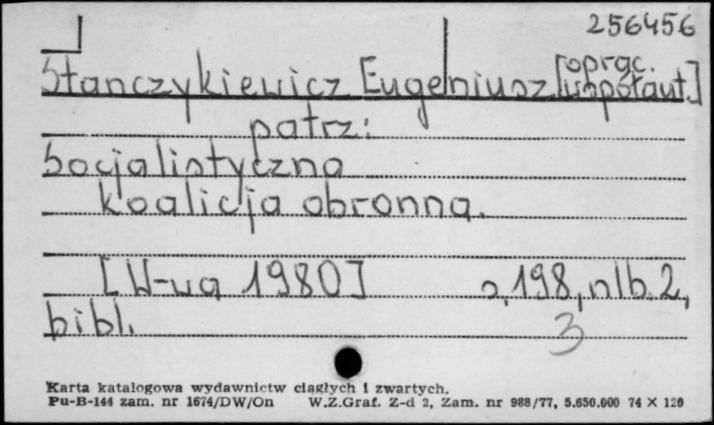 256456
Stanczykiewicz Eugeniusz [oprac. współaut.]
patrz:
Socjalistyczna
koalicja obronna.
[W-wa 1980] s. 198, nlb. 2,
bibl.
3
Karta katalogowa wydawnictw ciągłych i zwartych.
Pu-B-144 zam. nr 1674/DW/On W.Z.Graf. Z-d 2, Zam. nr 988/77, 5.650.000 74 × 120